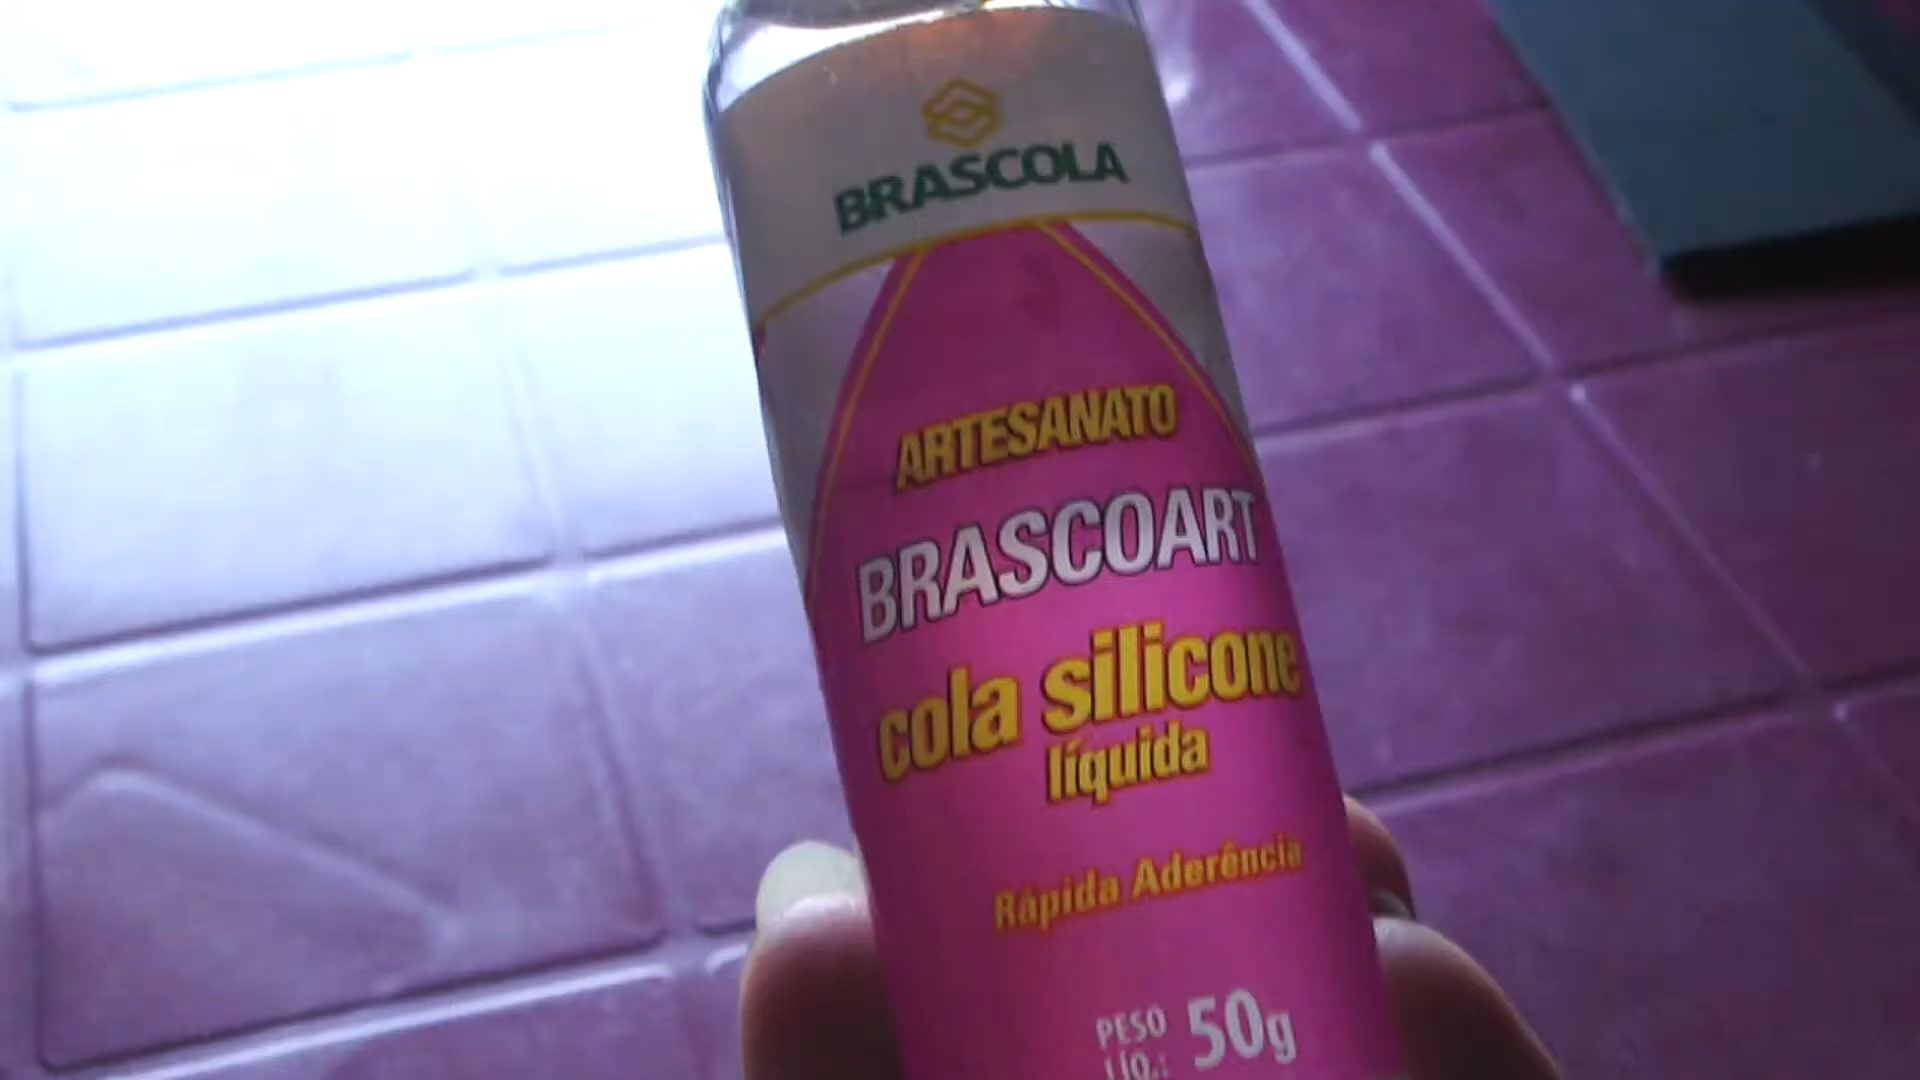 BRASCOLA
ARTESANATO
BRASCOART
cola silicone
líquida
Rápida Aderência
PESO
LÍQ.: 50g